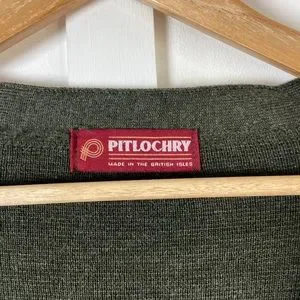 PITLOCHRY
MADE IN THE BRITISH ISLES